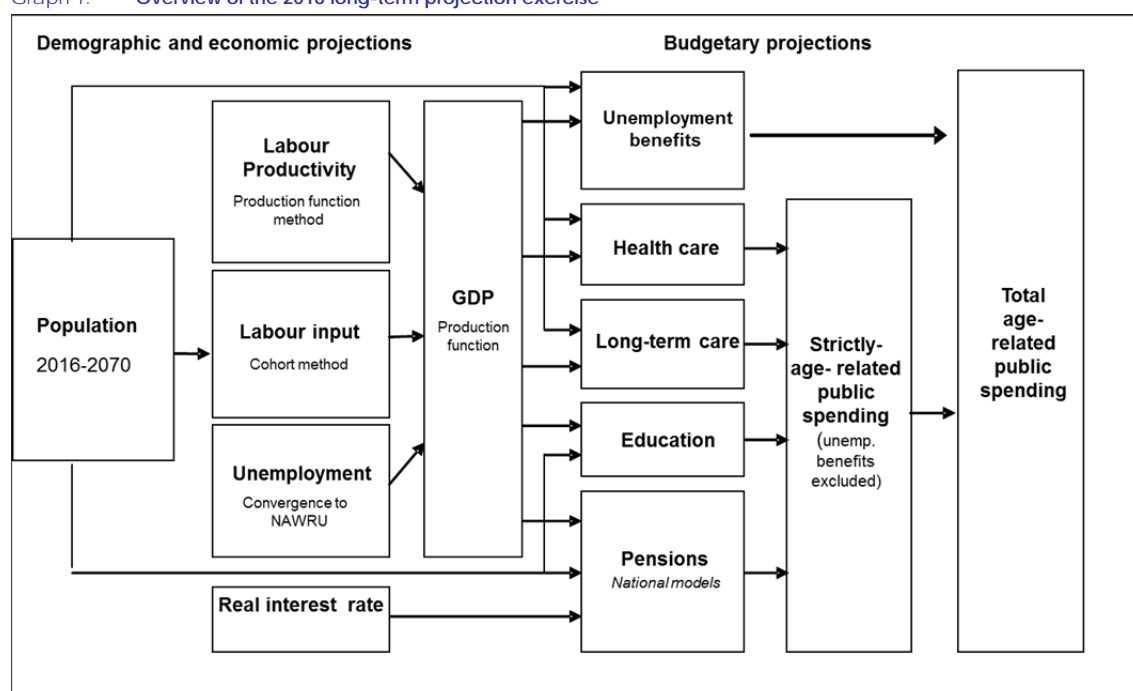 Graph 1: Overview of the 2018 long-term projection exercise
Demographic and economic projections
Budgetary projections
Population
2016-2070
Labour
Productivity
Production function
method
Labour input
Cohort method
Unemployment
Convergence to
NAWRU
Real interest rate
GDP
Production
function
Unemployment
benefits
Health care
Long-term care
Education
Pensions
National models
Strictly-
age- related
public
spending
(unemp.
benefits
excluded)
Total
age-
related
public
spending